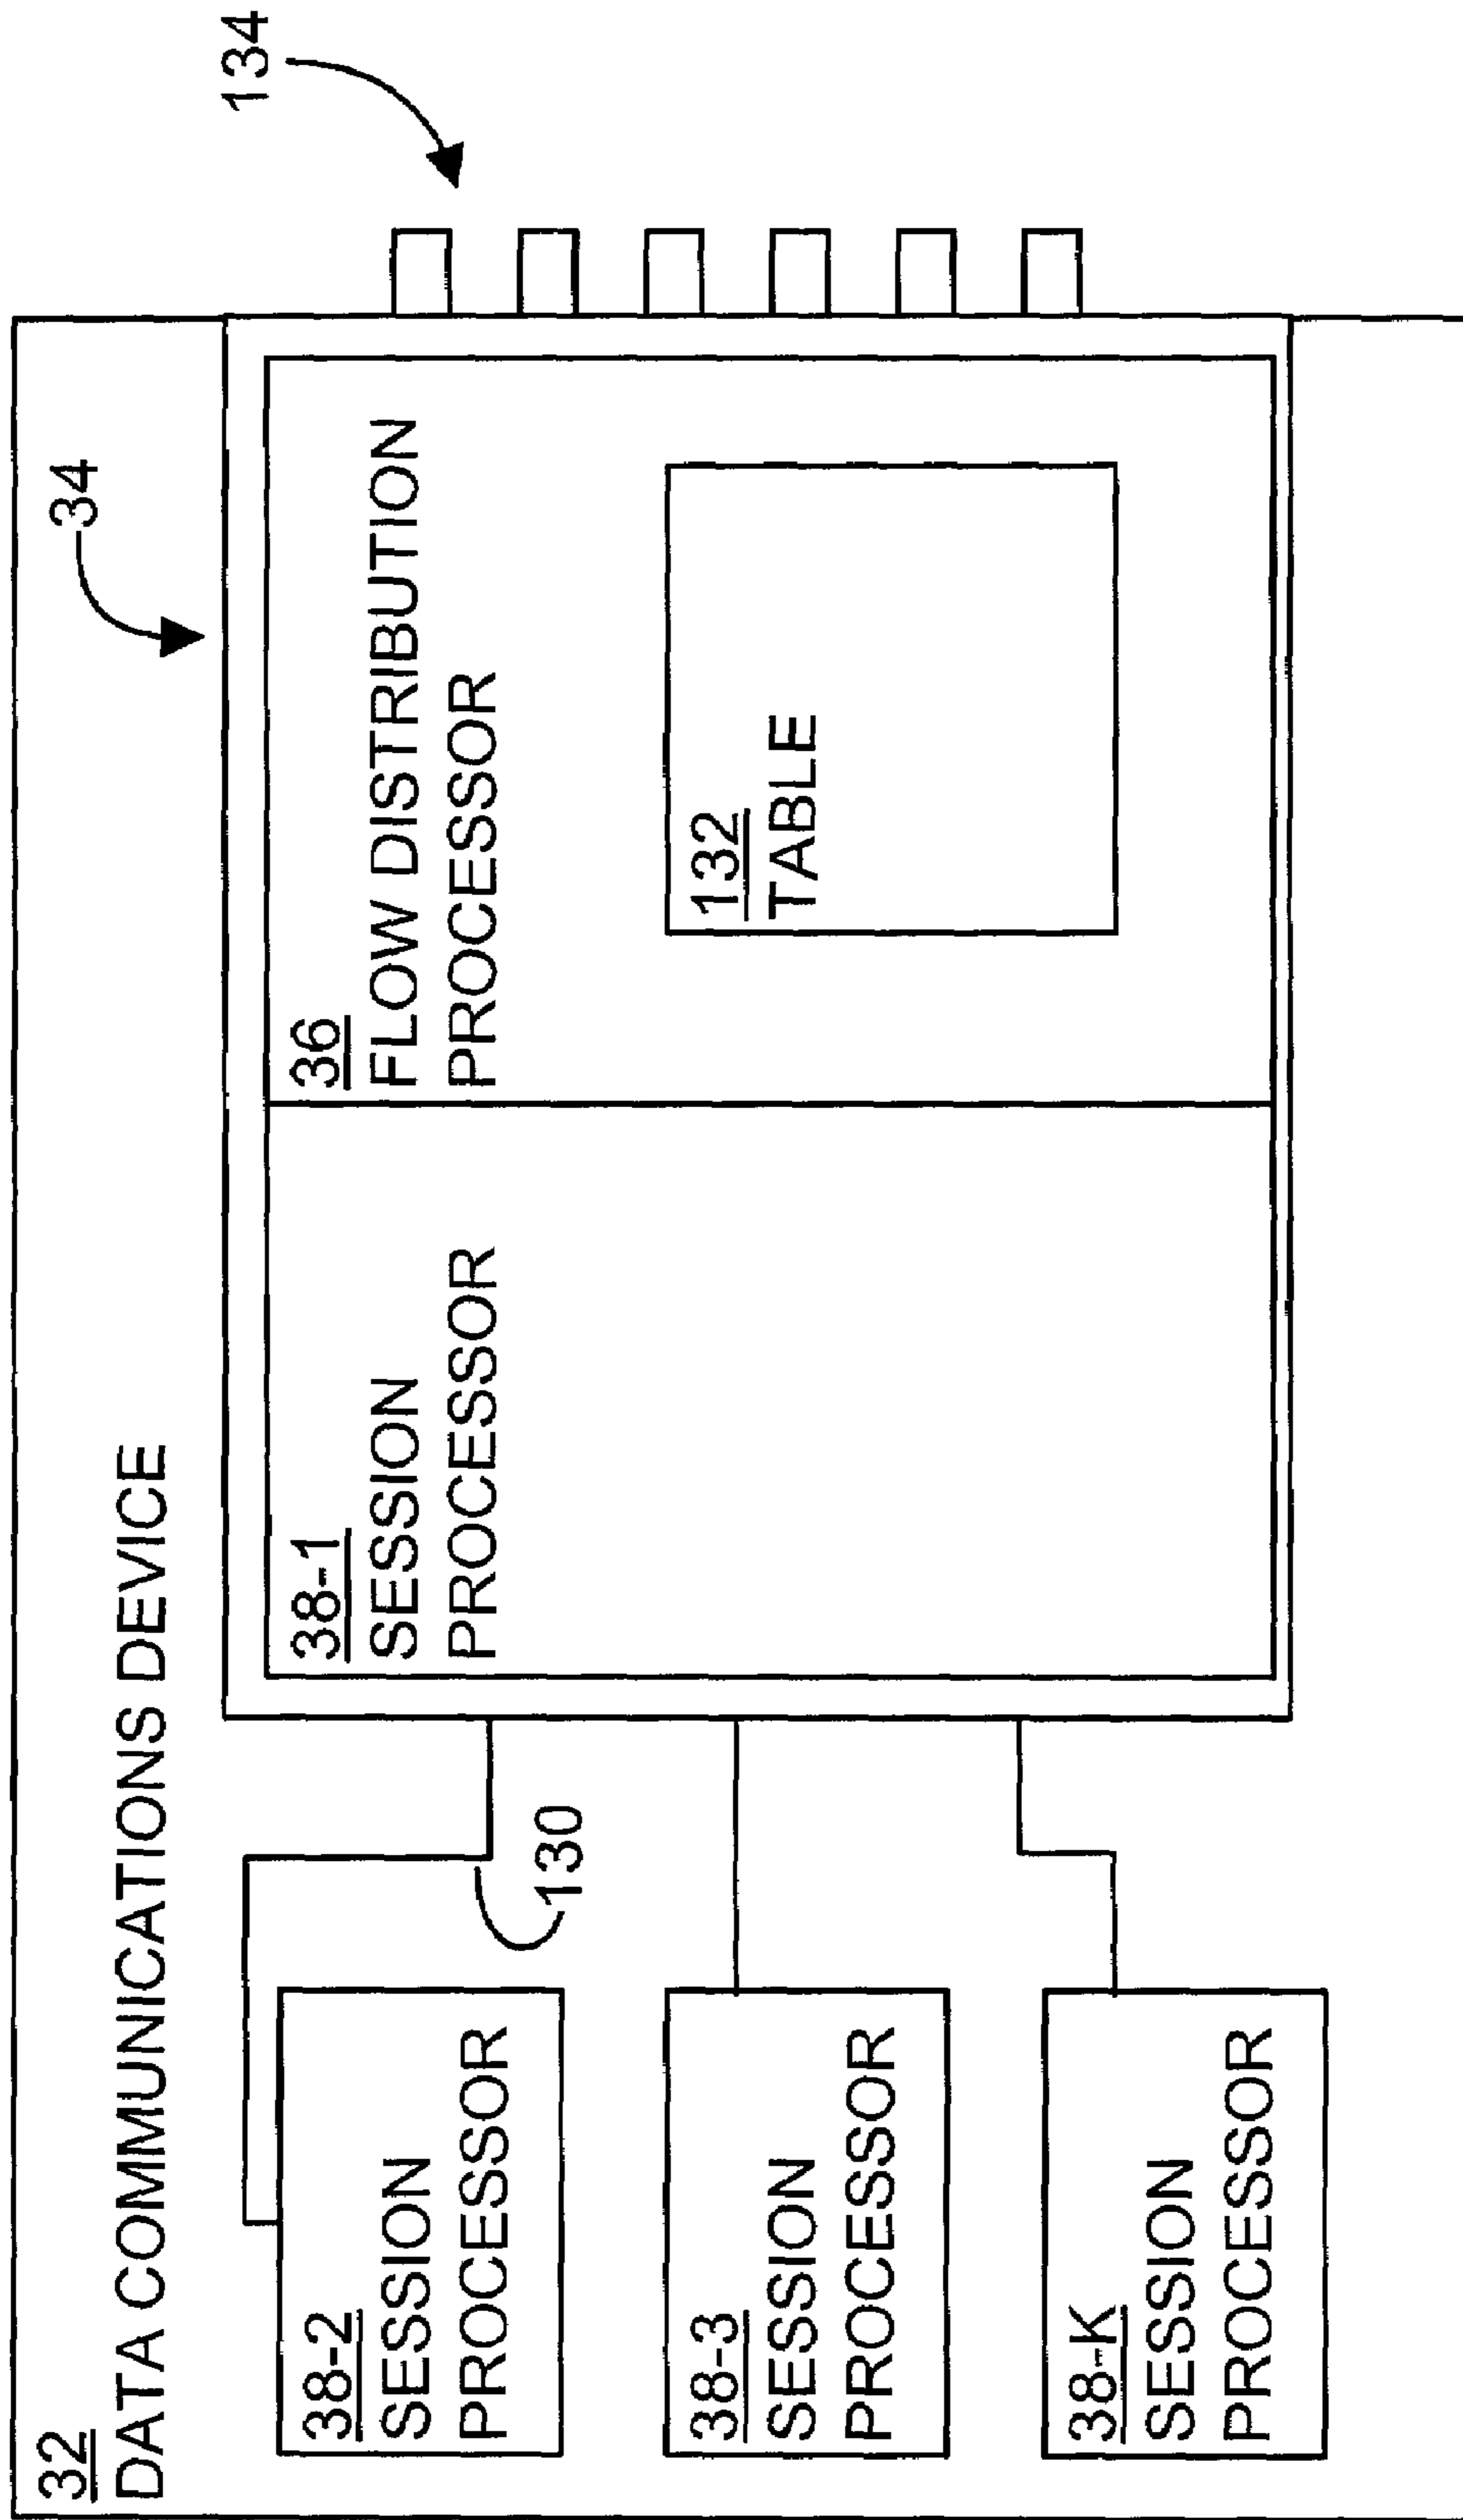 32
DATA COMMUNICATIONS DEVICE
34
134
38-2
SESSION
PROCESSOR
38-3
SESSION
PROCESSOR
38-K
SESSION
PROCESSOR
130
38-1
SESSION
PROCESSOR
36
FLOW DISTRIBUTION
PROCESSOR
132
TABLE